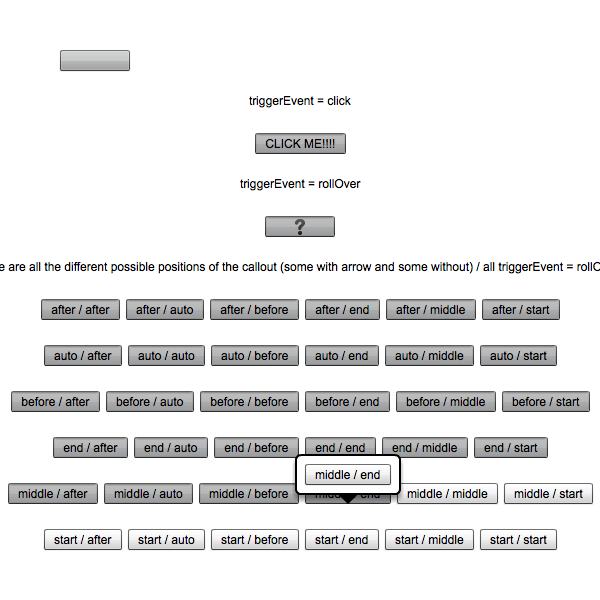 triggerEvent = click
CLICK ME!!!!
triggerEvent = rollOver
?
are all the different possible positions of the callout (some with arrow and some without) / all triggerEvent =
after / after after / auto after / before after / end after / middle after / start
auto / after auto / auto auto / before auto / end auto / middle auto / start
before / after before / auto before / before before / end before / middle before / start
end / after end / auto end / before end / end end / middle end / start
middle / end
middle / after middle / auto middle / before middle / middle middle / start
start / after start / auto start / before start / end start / middle start / start